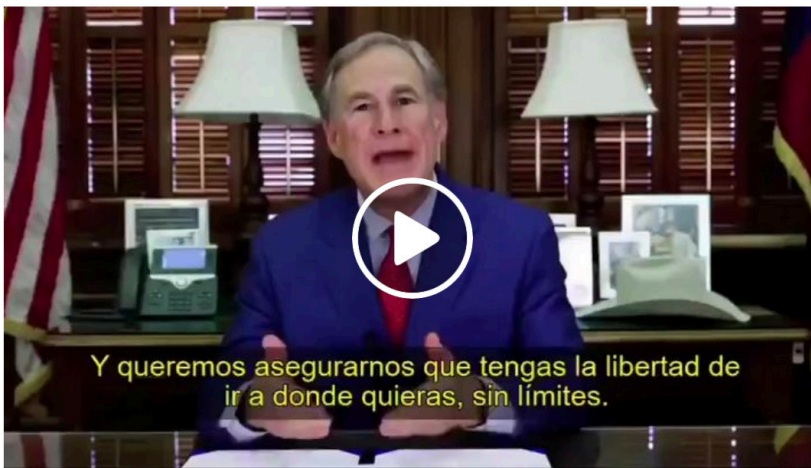 Y queremos asegurarnos que tengas la libertad de
ir a donde quieras, sin límites.